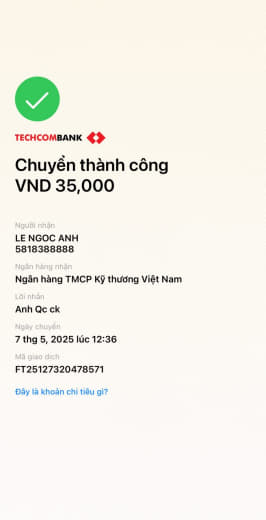 TECHCOMBANK
Chuyển thành công
VND 35,000
Người nhận
LE NGOC ANH
5818388888
Ngân hàng nhận
Ngân hàng TMCP Kỹ thương Việt Nam
Lời nhắn
Anh Qc ck
Ngày chuyển
7 thg 5, 2025 lúc 12:36
Mã giao dịch
FT25127320478571
Đây là khoản chi tiêu gì?